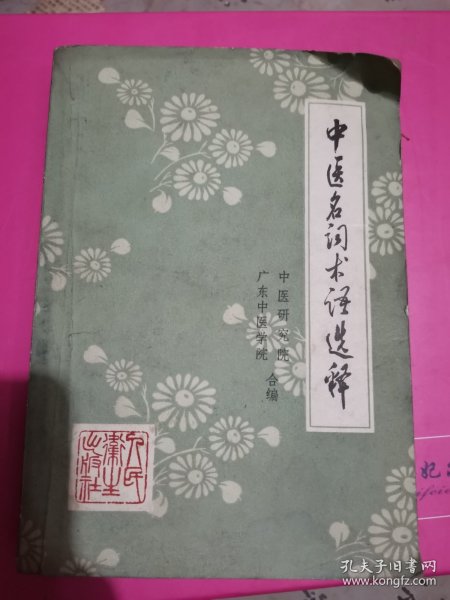 中医名词术语选释
中医研究院
广东中医学院
合编
人民
卫生
出版社
妃
孔夫子旧书网
www.kongfz.com